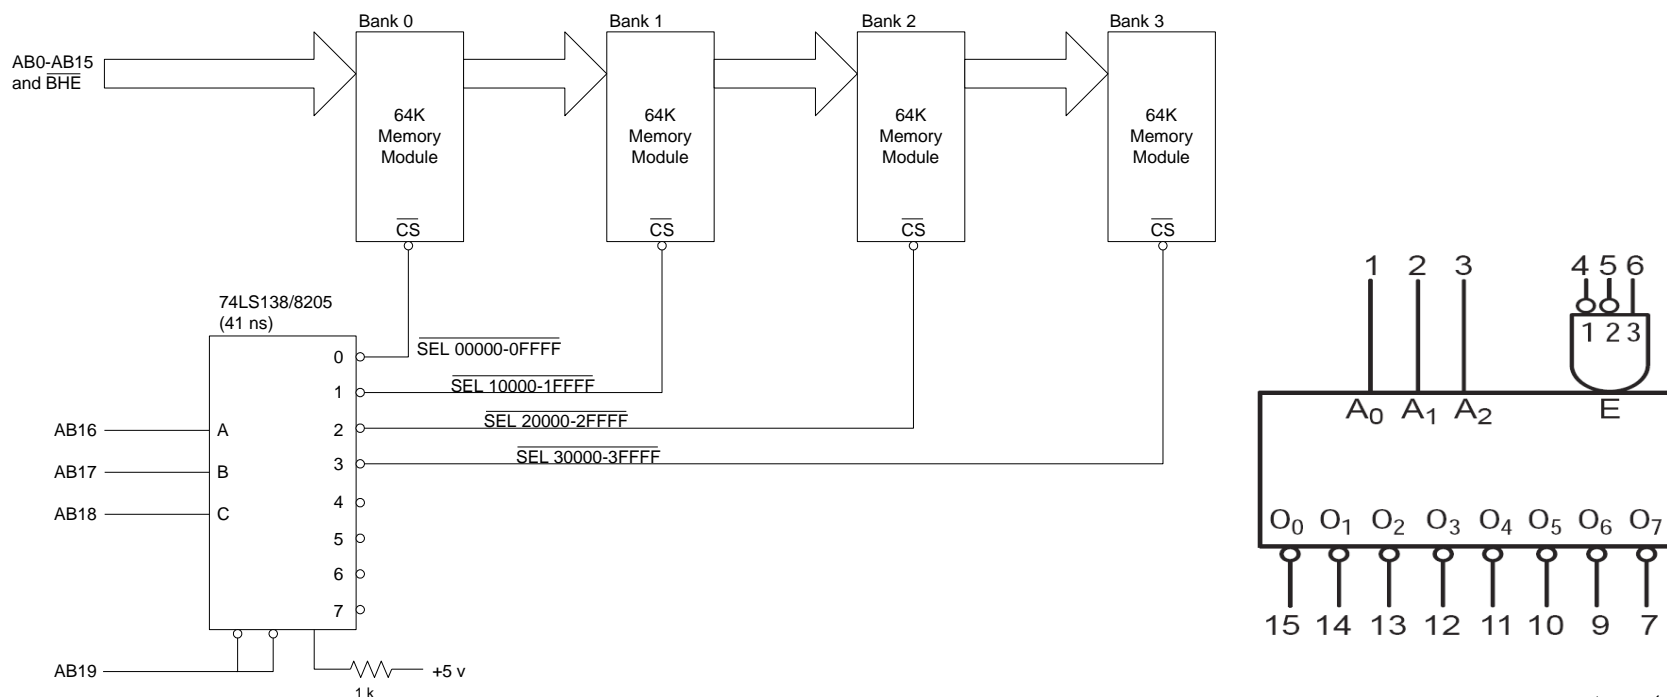 Bank 0
Bank 1
Bank 2
Bank 3
AB0-AB15
and BHE
64K
Memory
Module
64K
Memory
Module
64K
Memory
Module
64K
Memory
Module
CS
CS
CS
CS
74LS138/8205
(41 ns)
0
SEL 00000-0FFFF
1
SEL 10000-1FFFF
AB16
A
2
SEL 20000-2FFFF
AB17
B
3
SEL 30000-3FFFF
AB18
C
4
5
6
7
AB19
+5 v
1 k
1 2 3 4 5 6
1 2 3
A0 A1 A2 E
O0 O1 O2 O3 O4 O5 O6 O7
15 14 13 12 11 10 9 7